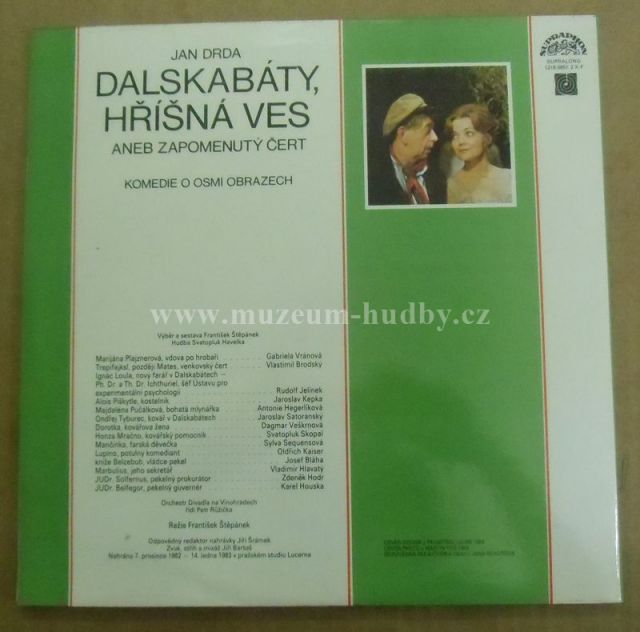 JAN DRDA
DALSKABÁTY,
HŘÍŠNÁ VES
ANEB ZAPOMENUTÝ ČERT
KOMEDIE O OSMI OBRAZECH
SUPRAPHON
SUPRALONG
www.muzeum-hudby.cz
Výběr a sestava František Štěpánek
Hudba Svatopluk Havelka
Marijána Plajznerová, vdova po hrobaři Gabriela Vránová
Trepifajksl, později Mates, venkovský čert Vlastimil Brodský
Ignác Loula, nový farář v Dalskabátech –
Ph. Dr. a Th. Dr. Ichthuriel, šéf Ústavu pro
experimentální psychologii Rudolf Jelínek
Alois Píškytle, kostelník Jaroslav Kepka
Majdaléna Pučálková, bohatá mlynářka Antonie Hegerlíková
Ondřej Tyburec, kovář v Dalskabátech Jaroslav Satoranský
Dorotka, kovářova žena Dagmar Veškrnová
Honza Mračno, kovářský pomocník Svatopluk Skopal
Mančinka, farská děvečka Sylva Sequensová
Lupino, potulný komediant Oldřich Kaiser
kníže Belzebub, vládce pekel Josef Bláha
Marbulius, jeho sekretář Vladimír Hlavatý
JUDr. Solfernus, pekelný prokurátor Zdeněk Hodr
JUDr. Belfegor, pekelný guvernér Karel Houska
Orchestr Divadla na Vinohradech
řídí Petr Růžička
Režie František Štěpánek
Odpovědný redaktor nahrávky Jiří Šrámek
Zvuk, střih a mixáž Jiří Bartoš
Nahráno 7. prosince 1982 – 14. ledna 1983 v pražském studiu Lucerna